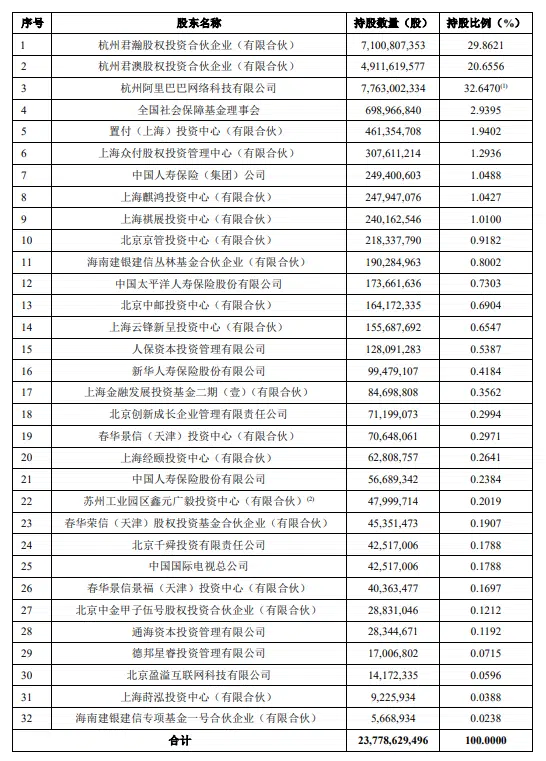 序号 股东名称 持股数量（股） 持股比例（%）
1 杭州君瀚股权投资合伙企业（有限合伙） 7,100,807,353 29.8621
2 杭州君澳股权投资合伙企业（有限合伙） 4,911,619,577 20.6556
3 杭州阿里巴巴网络科技有限公司 7,763,002,334 32.6470(1)
4 全国社会保障基金理事会 698,966,840 2.9395
5 置付（上海）投资中心（有限合伙） 461,354,708 1.9402
6 上海众付股权投资管理中心（有限合伙） 307,611,214 1.2936
7 中国人寿保险（集团）公司 249,400,603 1.0488
8 上海麒鸿投资中心（有限合伙） 247,947,076 1.0427
9 上海祺展投资中心（有限合伙） 240,162,546 1.0100
10 北京京管投资中心（有限合伙） 218,337,790 0.9182
11 海南建银建信丛林基金合伙企业（有限合伙） 190,284,963 0.8002
12 中国太平洋人寿保险股份有限公司 173,661,636 0.7303
13 北京中邮投资中心（有限合伙） 164,172,335 0.6904
14 上海云锋新呈投资中心（有限合伙） 155,687,692 0.6547
15 人保资本投资管理有限公司 128,091,283 0.5387
16 新华人寿保险股份有限公司 99,479,107 0.4184
17 上海金融发展投资基金二期（壹）（有限合伙） 84,698,808 0.3562
18 北京创新成长企业管理有限责任公司 71,199,073 0.2994
19 春华景信（天津）投资中心（有限合伙） 70,648,061 0.2971
20 上海经颐投资中心（有限合伙） 62,808,757 0.2641
21 中国人寿保险股份有限公司 56,689,342 0.2384
22 苏州工业园区鑫元广毅投资中心（有限合伙）(2) 47,999,714 0.2019
23 春华荣信（天津）股权投资基金合伙企业（有限合伙） 45,351,473 0.1907
24 北京千舜投资有限责任公司 42,517,006 0.1788
25 中国国际电视总公司 42,517,006 0.1788
26 春华景信景福（天津）投资中心（有限合伙） 40,363,477 0.1697
27 北京中金甲子伍号股权投资合伙企业（有限合伙） 28,831,046 0.1212
28 通海资本投资管理有限公司 28,344,671 0.1192
29 德邦星睿投资管理有限公司 17,006,802 0.0715
30 北京盈溢互联网科技有限公司 14,172,335 0.0596
31 上海莳泓投资中心（有限合伙） 9,225,934 0.0388
32 海南建银建信专项基金一号合伙企业（有限合伙） 5,668,934 0.0238
合计 23,778,629,496 100.0000